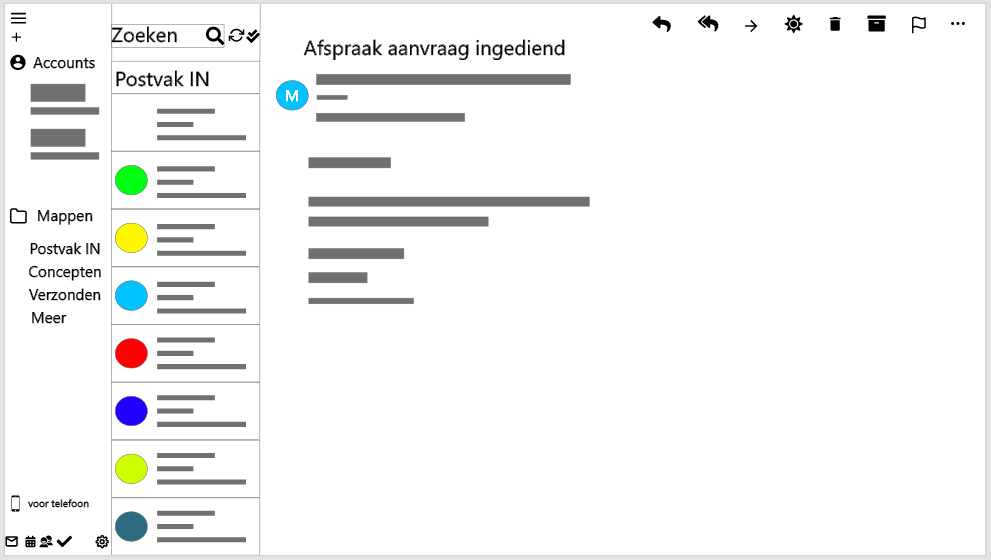 Accounts
Mappen
Postvak IN
Concepten
Verzonden
Meer
voor telefoon
Zoeken
Postvak IN
Afspraak aanvraag ingediend
M